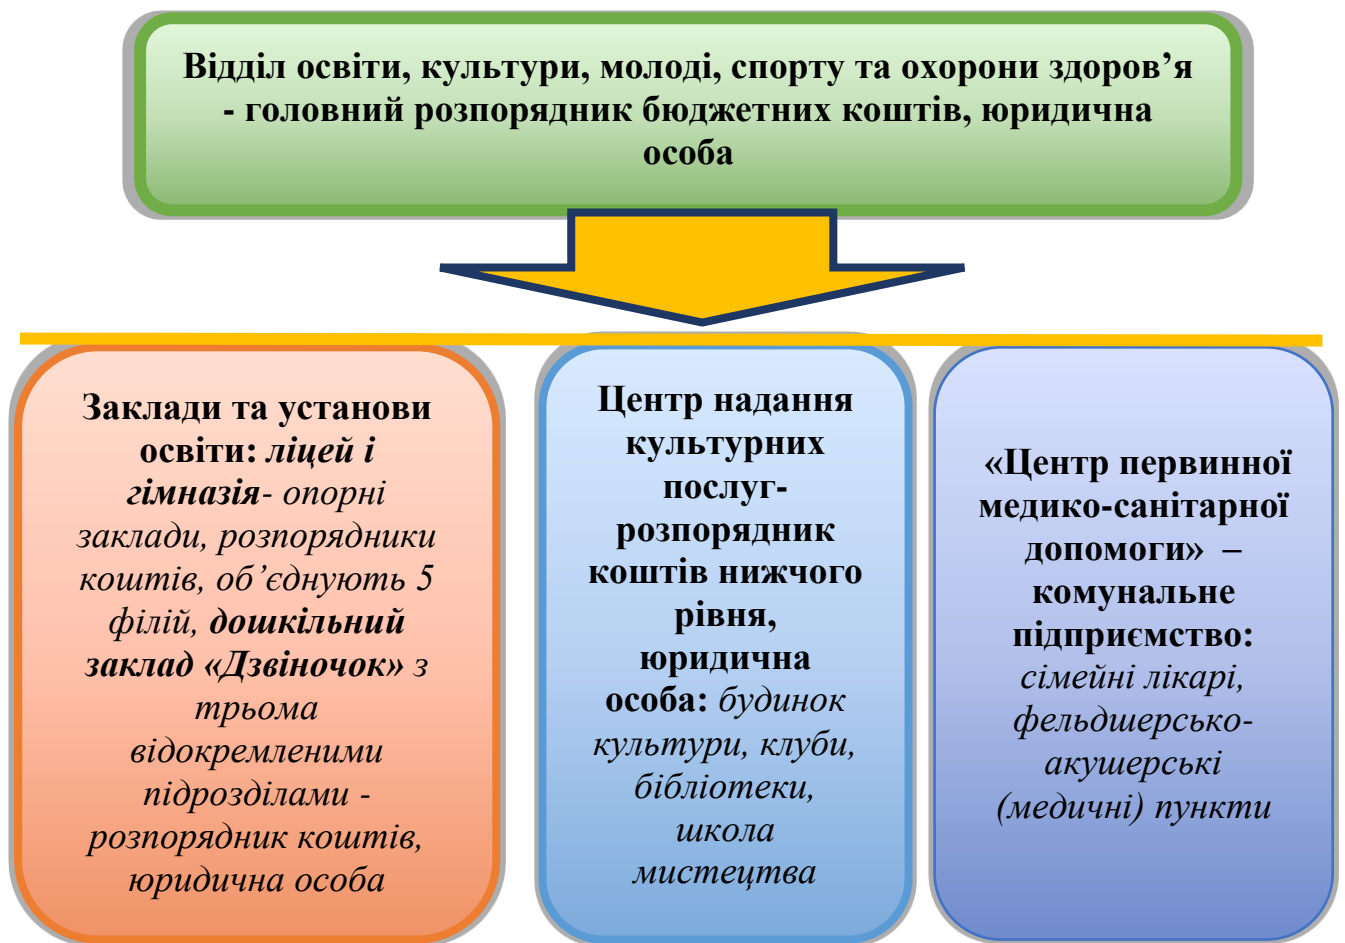 Відділ освіти, культури, молоді, спорту та охорони здоров’я
- головний розпорядник бюджетних коштів, юридична
особа
Заклади та установи
освіти: ліцей і
гімназія- опорні
заклади, розпорядники
коштів, об’єднують 5
філій, дошкільний
заклад «Дзвіночок» з
трьома
відокремленими
підрозділами -
розпорядник коштів,
юридична особа
Центр надання
культурних
послуг-
розпорядник
коштів нижчого
рівня,
юридична
особа: будинок
культури, клуби,
бібліотеки,
школа
мистецтва
«Центр первинної
медико-санітарної
допомоги» –
комунальне
підприємство:
сімейні лікарі,
фельдшерсько-
акушерські
(медичні) пункти